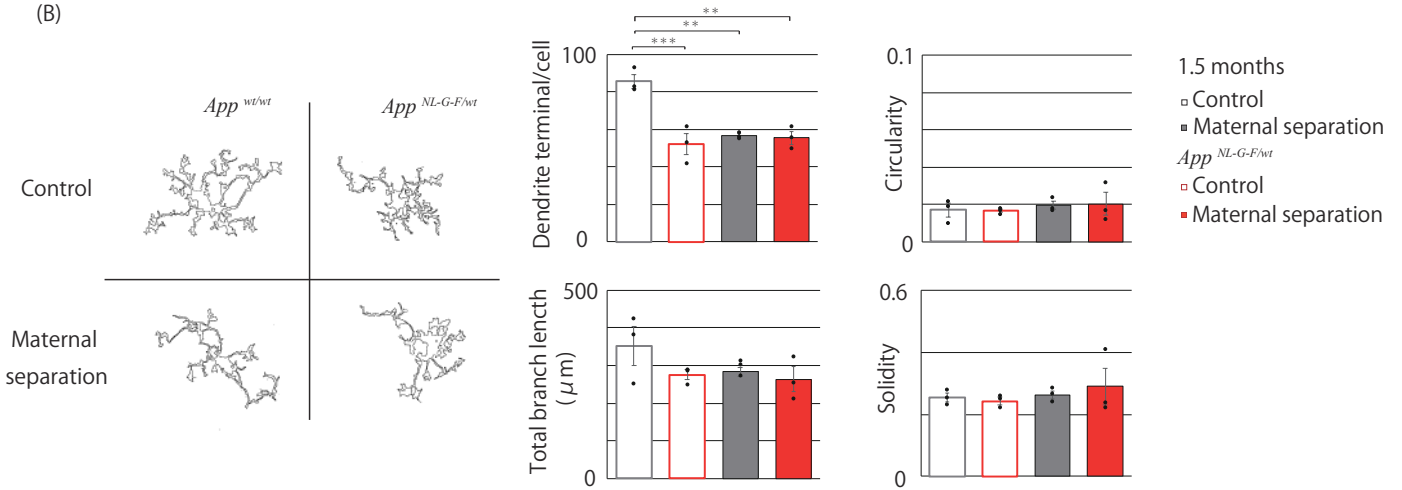 (B)
App wt/wt
App NL-G-F/wt
Control
Maternal
separation
**
**
***
100
0
Dendrite terminal/cell
0.1
0
Circularity
500
0
Total branch lencth
(μm)
0.6
0
Solidity
1.5 months
Control
Maternal separation
App NL-G-F/wt
Control
Maternal separation